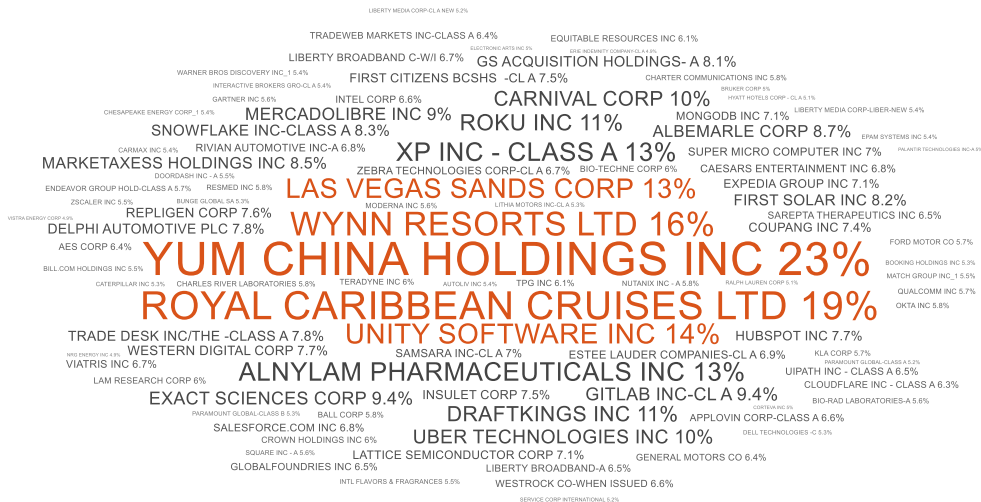 LIBERTY MEDIA CORP-CL A NEW 5.2%
TRADEWEB MARKETS INC-CLASS A 6.4%
EQUITABLE RESOURCES INC 6.1%
ELECTRONIC ARTS INC 5%
ERIE INDEMNITY COMPANY-CL A 4.9%
LIBERTY BROADBAND C-W/I 6.7%
GS ACQUISITION HOLDINGS- A 8.1%
WARNER BROS DISCOVERY INC_1 5.4%
FIRST CITIZENS BCSHS -CL A 7.5%
CHARTER COMMUNICATIONS INC 5.8%
INTERACTIVE BROKERS GRO-CL A 5.4%
BRUKER CORP 5%
GARTNER INC 5.6%
INTEL CORP 6.6%
CARNIVAL CORP 10%
HYATT HOTELS CORP - CL A 5.1%
CHESAPEAKE ENERGY CORP_1 5.4%
MERCADOLIBRE INC 9%
ROKU INC 11%
MONGODB INC 7.1%
LIBERTY MEDIA CORP-LIBER-NEW 5.4%
SNOWFLAKE INC-CLASS A 8.3%
ALBEMARLE CORP 8.7%
EPAM SYSTEMS INC 5.4%
CARMAX INC 5.4%
RIVIAN AUTOMOTIVE INC-A 6.8%
XP INC - CLASS A 13%
SUPER MICRO COMPUTER INC 7%
PALANTIR TECHNOLOGIES INC-A 5%
MARKETAXESS HOLDINGS INC 8.5%
ZEBRA TECHNOLOGIES CORP-CL A 6.7%
BIO-TECHNE CORP 6%
CAESARS ENTERTAINMENT INC 6.8%
DOORDASH INC - A 5.5%
ENDEAVOR GROUP HOLD-CLASS A 5.7%
RESMED INC 5.8%
LAS VEGAS SANDS CORP 13%
EXPEDIA GROUP INC 7.1%
ZSCALER INC 5.5%
BUNGE GLOBAL SA 5.3%
MODERNA INC 5.6%
LITHIA MOTORS INC-CL A 5.3%
FIRST SOLAR INC 8.2%
VISTRA ENERGY CORP 4.9%
REPLIGEN CORP 7.6%
WYNN RESORTS LTD 16%
SAREPTA THERAPEUTICS INC 6.5%
DELPHI AUTOMOTIVE PLC 7.8%
COUPANG INC 7.4%
AES CORP 6.4%
YUM CHINA HOLDINGS INC 23%
FORD MOTOR CO 5.7%
BILL.COM HOLDINGS INC 5.5%
BOOKING HOLDINGS INC 5.3%
CATERPILLAR INC 5.3%
CHARLES RIVER LABORATORIES 5.8%
TERADYNE INC 6%
AUTOLIV INC 5.4%
TPG INC 6.1%
NUTANIX INC - A 5.8%
RALPH LAUREN CORP 5.1%
MATCH GROUP INC_1 5.5%
QUALCOMM INC 5.7%
ROYAL CARIBBEAN CRUISES LTD 19%
OKTA INC 5.8%
TRADE DESK INC/THE -CLASS A 7.8%
UNITY SOFTWARE INC 14%
HUBSPOT INC 7.7%
NRG ENERGY INC 4.9%
WESTERN DIGITAL CORP 7.7%
SAMSARA INC-CL A 7%
ESTEE LAUDER COMPANIES-CL A 6.9%
KLA CORP 5.7%
VIATRIS INC 6.7%
PARAMOUNT GLOBAL-CLASS A 5.2%
ALNYLAM PHARMACEUTICALS INC 13%
UIPATH INC - CLASS A 6.5%
LAM RESEARCH CORP 6%
CLOUDFLARE INC - CLASS A 6.3%
EXACT SCIENCES CORP 9.4%
INSULET CORP 7.5%
GITLAB INC-CL A 9.4%
BIO-RAD LABORATORIES-A 5.6%
PARAMOUNT GLOBAL-CLASS B 5.3%
BALL CORP 5.8%
DRAFTKINGS INC 11%
CORTEVA INC 5%
APPLOVIN CORP-CLASS A 6.6%
SALESFORCE.COM INC 6.8%
CROWN HOLDINGS INC 6%
UBER TECHNOLOGIES INC 10%
DELL TECHNOLOGIES -C 5.3%
SQUARE INC - A 5.6%
LATTICE SEMICONDUCTOR CORP 7.1%
GENERAL MOTORS CO 6.4%
GLOBALFOUNDRIES INC 6.5%
LIBERTY BROADBAND-A 6.5%
INTL FLAVORS & FRAGRANCES 5.5%
WESTROCK CO-WHEN ISSUED 6.6%
SERVICE CORP INTERNATIONAL 5.2%